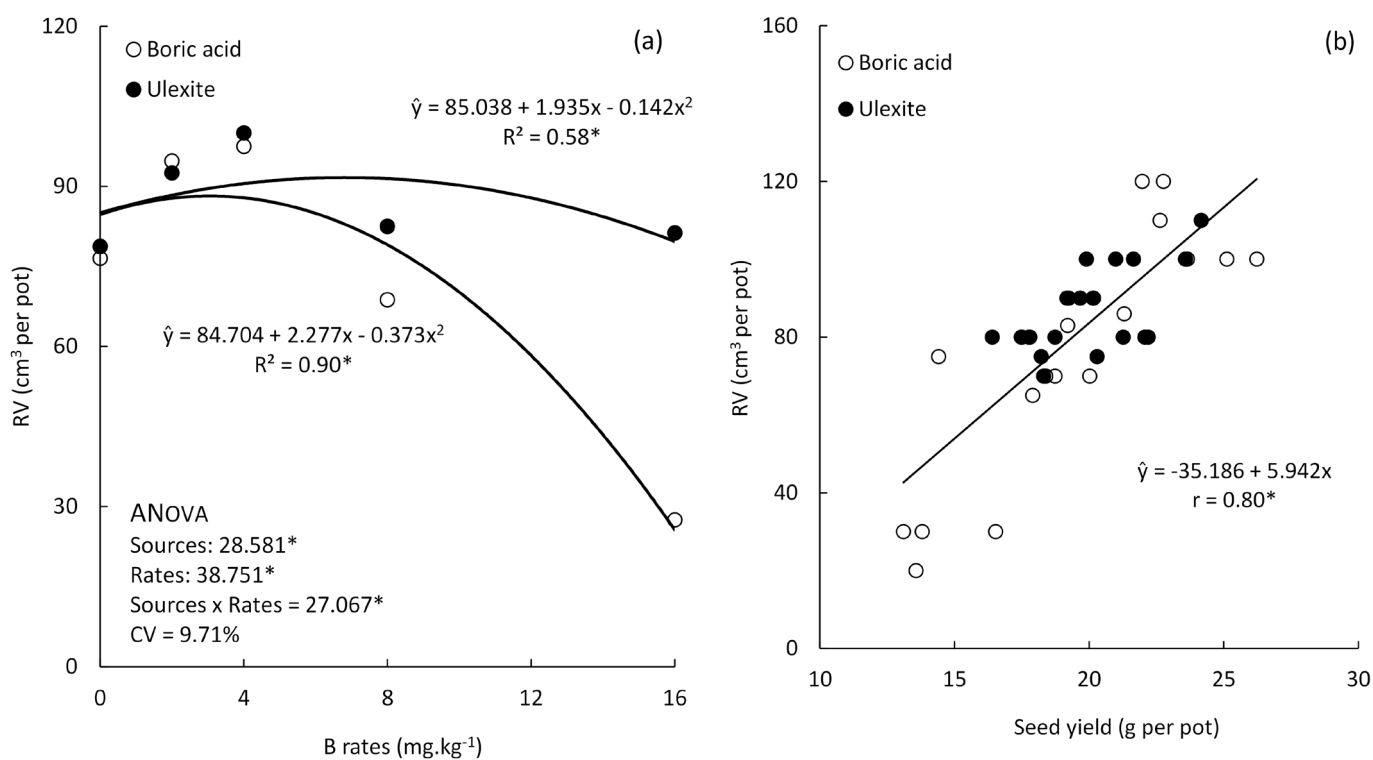 (a)
Boric acid
Ulexite
ŷ = 85.038 + 1.935x - 0.142x²
R² = 0.58*
ŷ = 84.704 + 2.277x - 0.373x²
R² = 0.90*
ANOVA
Sources: 28.581*
Rates: 38.751*
Sources x Rates = 27.067*
CV = 9.71%
RV (cm³ per pot)
120
90
60
30
0
0 4 8 12 16
B rates (mg.kg⁻¹)
(b)
Boric acid
Ulexite
ŷ = -35.186 + 5.942x
r = 0.80*
RV (cm³ per pot)
160
120
80
40
0
10 15 20 25 30
Seed yield (g per pot)